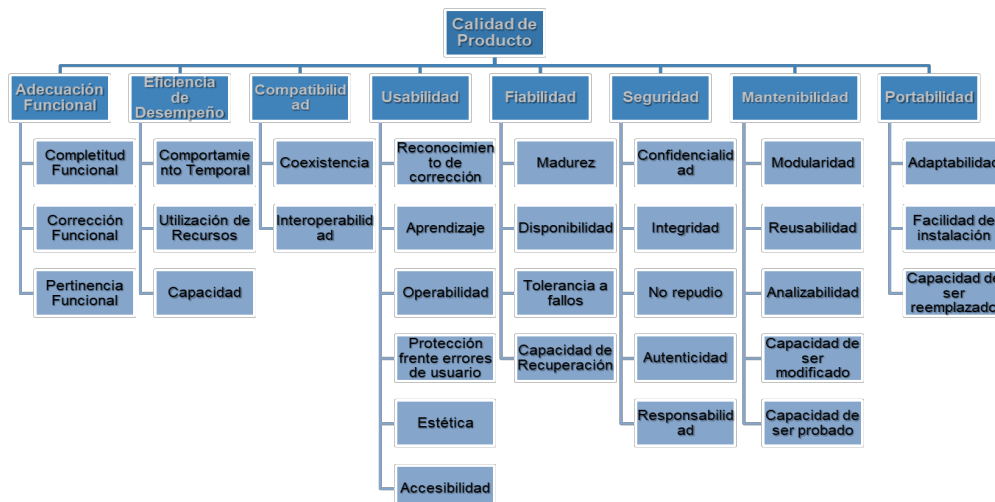 Calidad de
Producto
Adecuación
Funcional
Completitud
Funcional
Corrección
Funcional
Pertinencia
Funcional
Eficiencia
de
Desempeño
Comportamie
nto Temporal
Utilización de
Recursos
Capacidad
Compatibilid
ad
Coexistencia
Interoperabilid
ad
Usabilidad
Reconocimien
to de
corrección
Aprendizaje
Operabilidad
Protección
frente errores
de usuario
Estética
Accesibilidad
Fiabilidad
Madurez
Disponibilidad
Tolerancia a
fallos
Capacidad de
Recuperación
Seguridad
Confidencialid
ad
Integridad
No repudio
Autenticidad
Responsabilid
ad
Mantenibilidad
Modularidad
Reusabilidad
Analizabilidad
Capacidad de
ser
modificado
Capacidad de
ser probado
Portabilidad
Adaptabilidad
Facilidad de
instalación
Capacidad de
ser
reemplazado